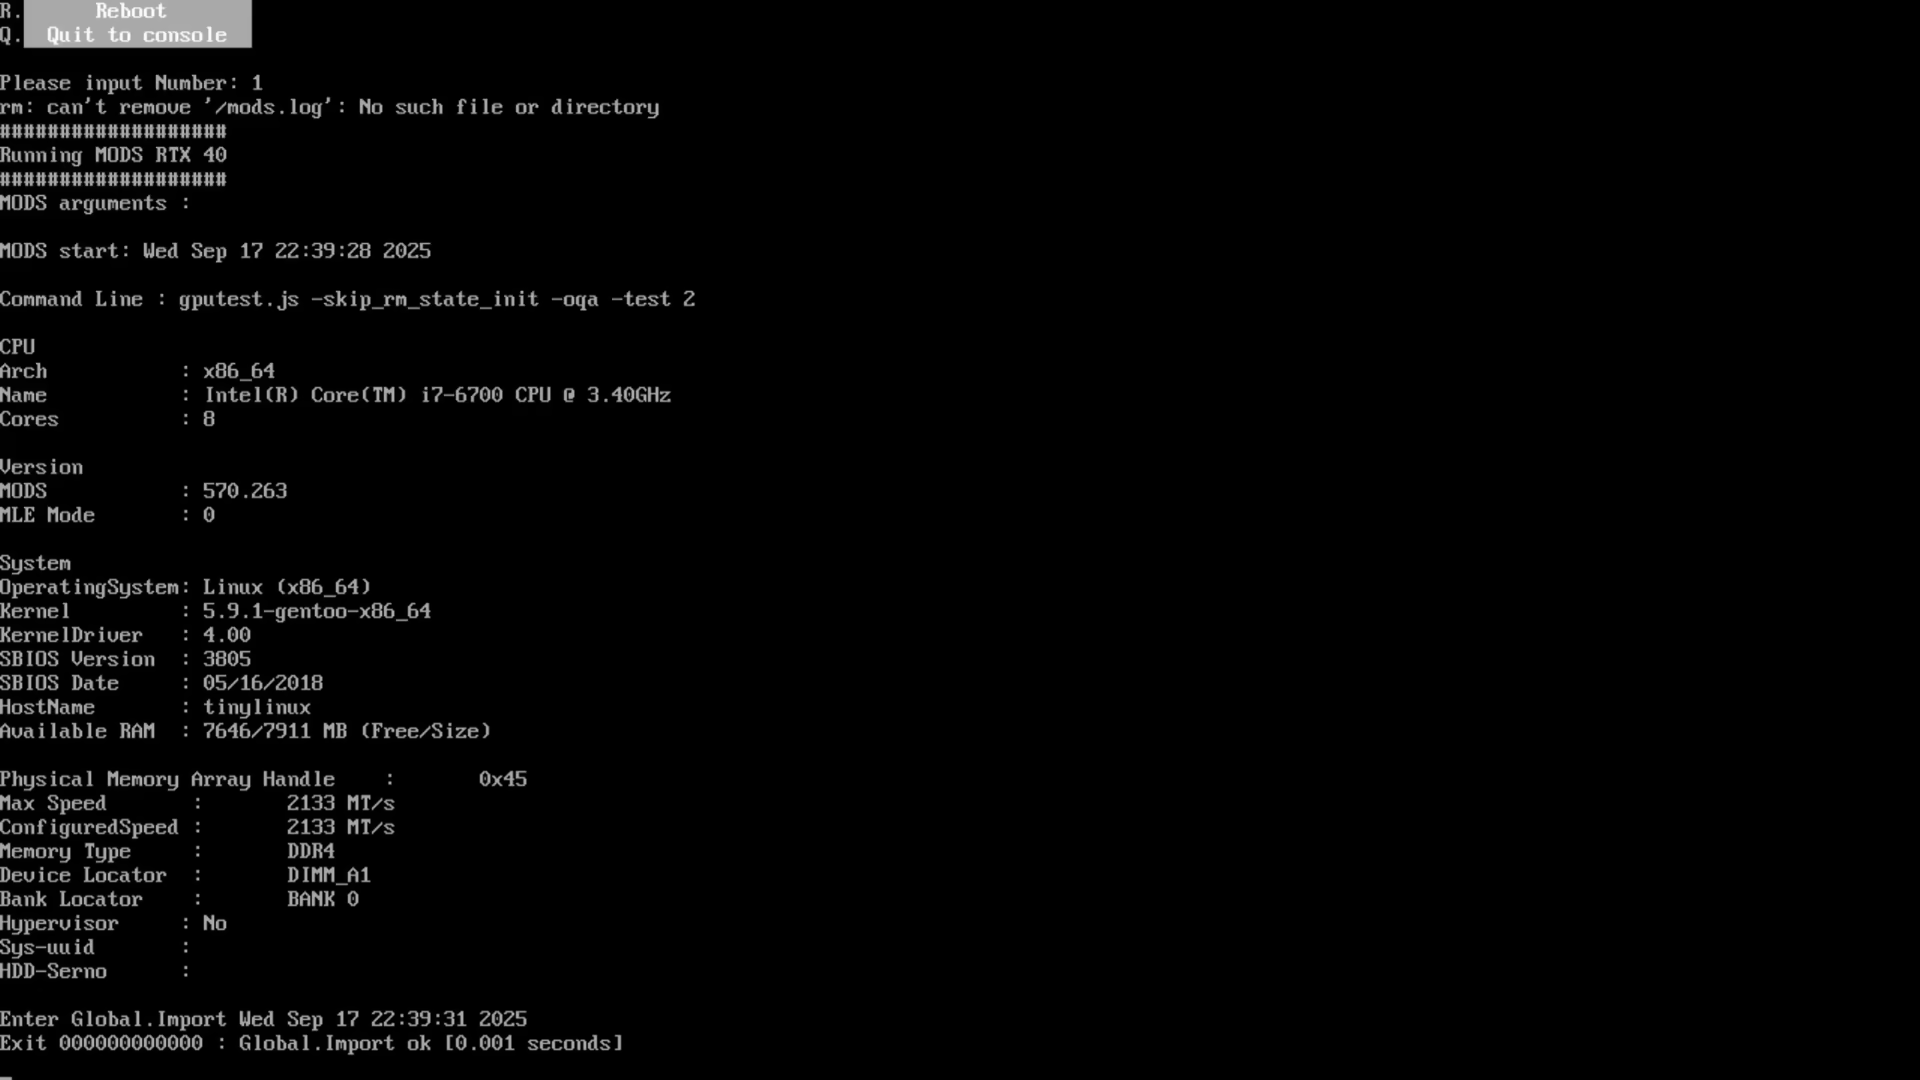 R. Reboot
Q. Quit to console
Please input Number: 1
rm: can't remove '/mods.log': No such file or directory
###################
Running MODS RTX 40
###################
MODS arguments :
MODS start: Wed Sep 17 22:39:28 2025
Command Line : gputest.js -skip_rm_state_init -oqa -test 2
CPU
Arch : x86_64
Name : Intel(R) Core(TM) i7-6700 CPU @ 3.40GHz
Cores : 8
Version
MODS : 570.263
MLE Mode : 0
System
OperatingSystem: Linux (x86_64)
Kernel : 5.9.1-gentoo-x86_64
KernelDriver : 4.00
SBIOS Version : 3805
SBIOS Date : 05/16/2018
HostName : tinylinux
Available RAM : 7646/7911 MB (Free/Size)
Physical Memory Array Handle : 0x45
Max Speed : 2133 MT/s
ConfiguredSpeed : 2133 MT/s
Memory Type : DDR4
Device Locator : DIMM_A1
Bank Locator : BANK 0
Hypervisor : No
Sys-uuid :
HDD-Serno :
Enter Global.Import Wed Sep 17 22:39:31 2025
Exit 000000000000 : Global.Import ok [0.001 seconds]